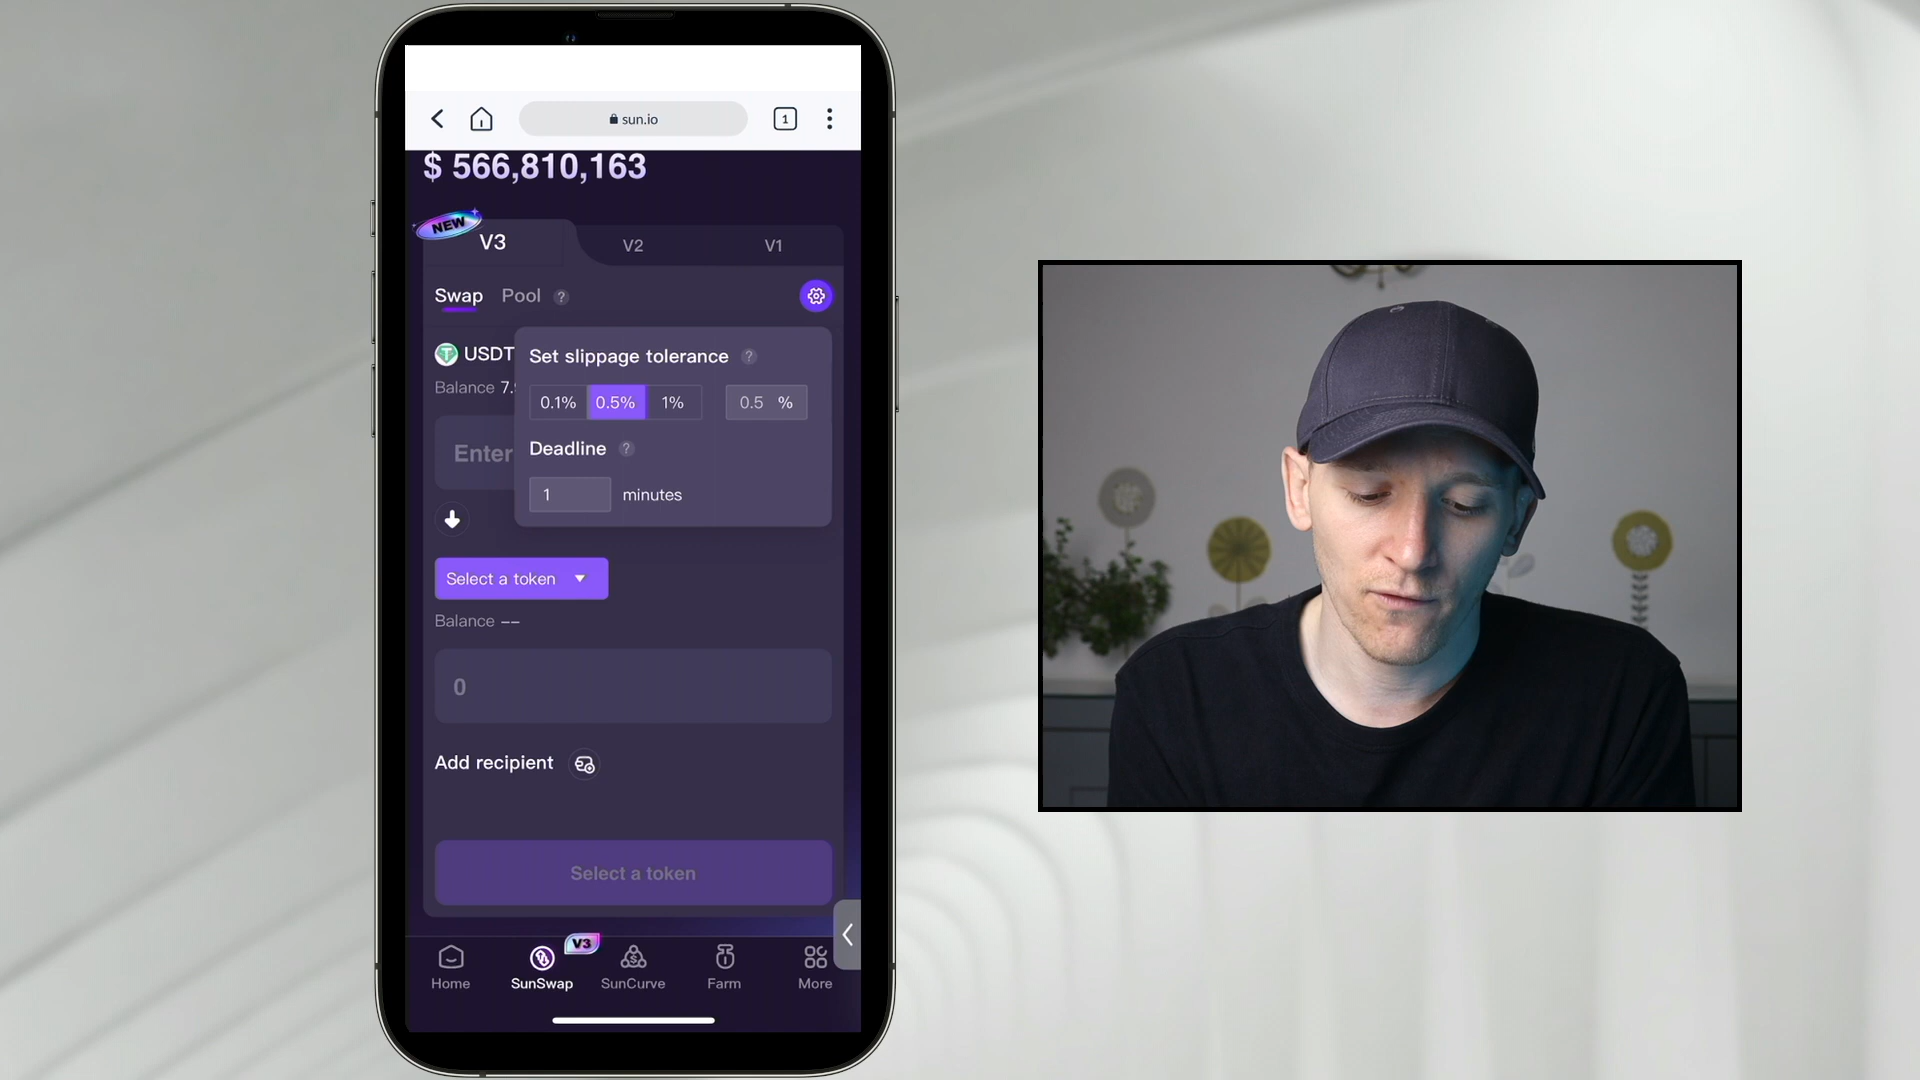 1
sun.io
$ 566,810,163
NEW
V3
V2
V1
Swap
Pool
?
USDT
Set slippage tolerance ?
Balance 7.
0.1%
0.5%
1%
0.5 %
Deadline ?
Enter
1
minutes
Select a token
Balance --
0
Add recipient
Select a token
V3
Home
SunSwap
SunCurve
Farm
More